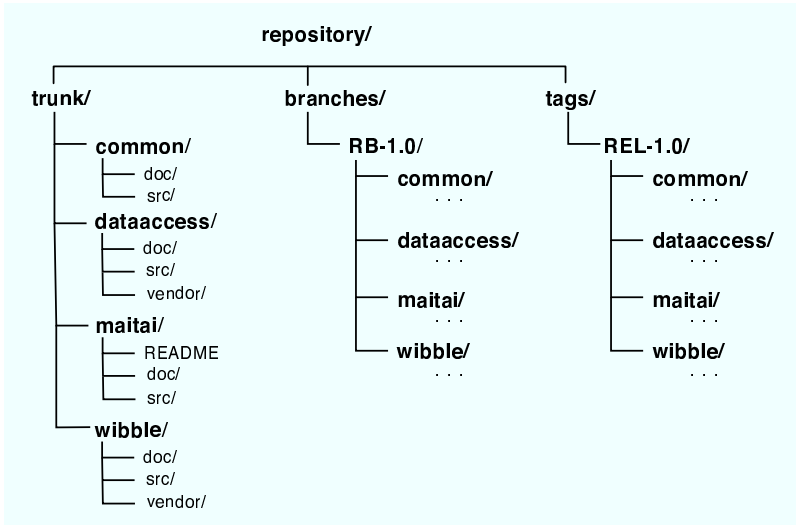 repository/
trunk/
common/
doc/
src/
dataaccess/
doc/
src/
vendor/
maitai/
README
doc/
src/
wibble/
doc/
src/
vendor/
branches/
RB-1.0/
common/
. . .
dataaccess/
. . .
maitai/
. . .
wibble/
. . .
tags/
REL-1.0/
common/
. . .
dataaccess/
. . .
maitai/
. . .
wibble/
. . .